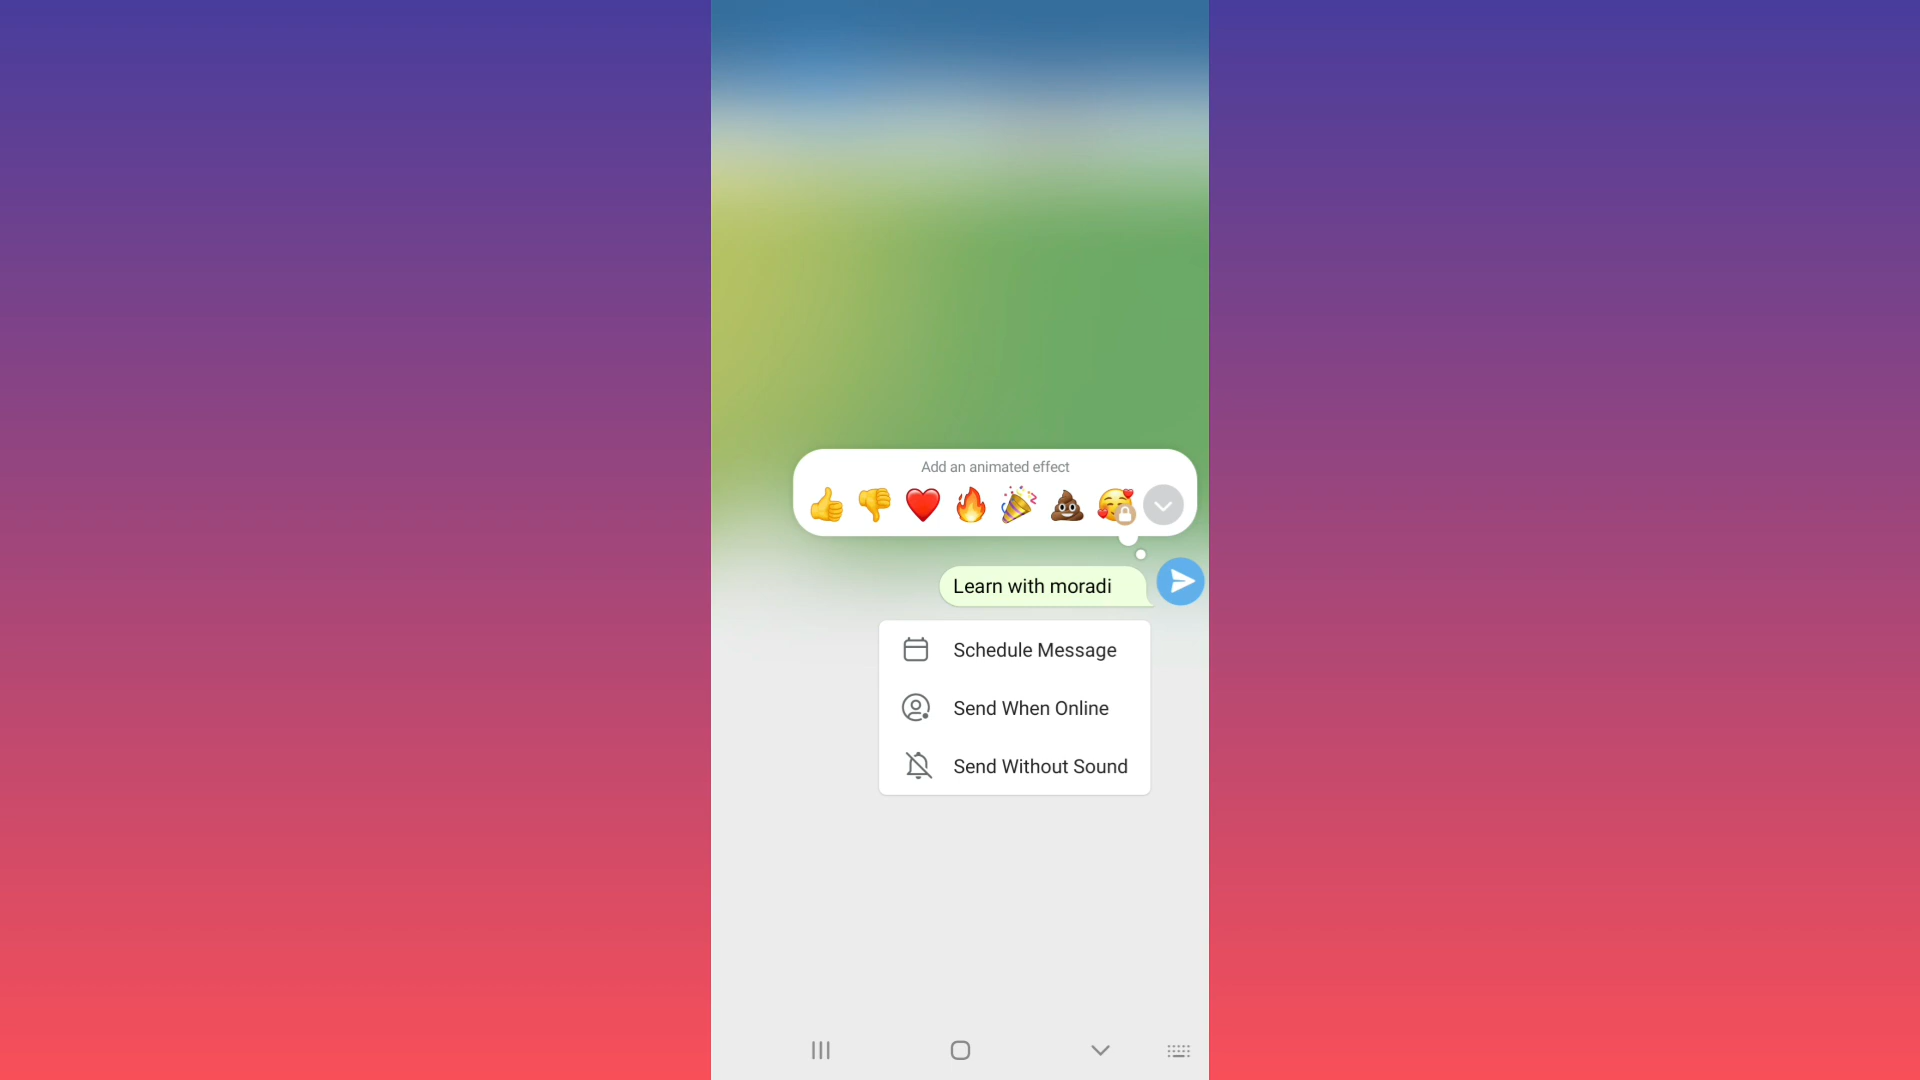 Add an animated effect
Learn with moradi
Schedule Message
Send When Online
Send Without Sound